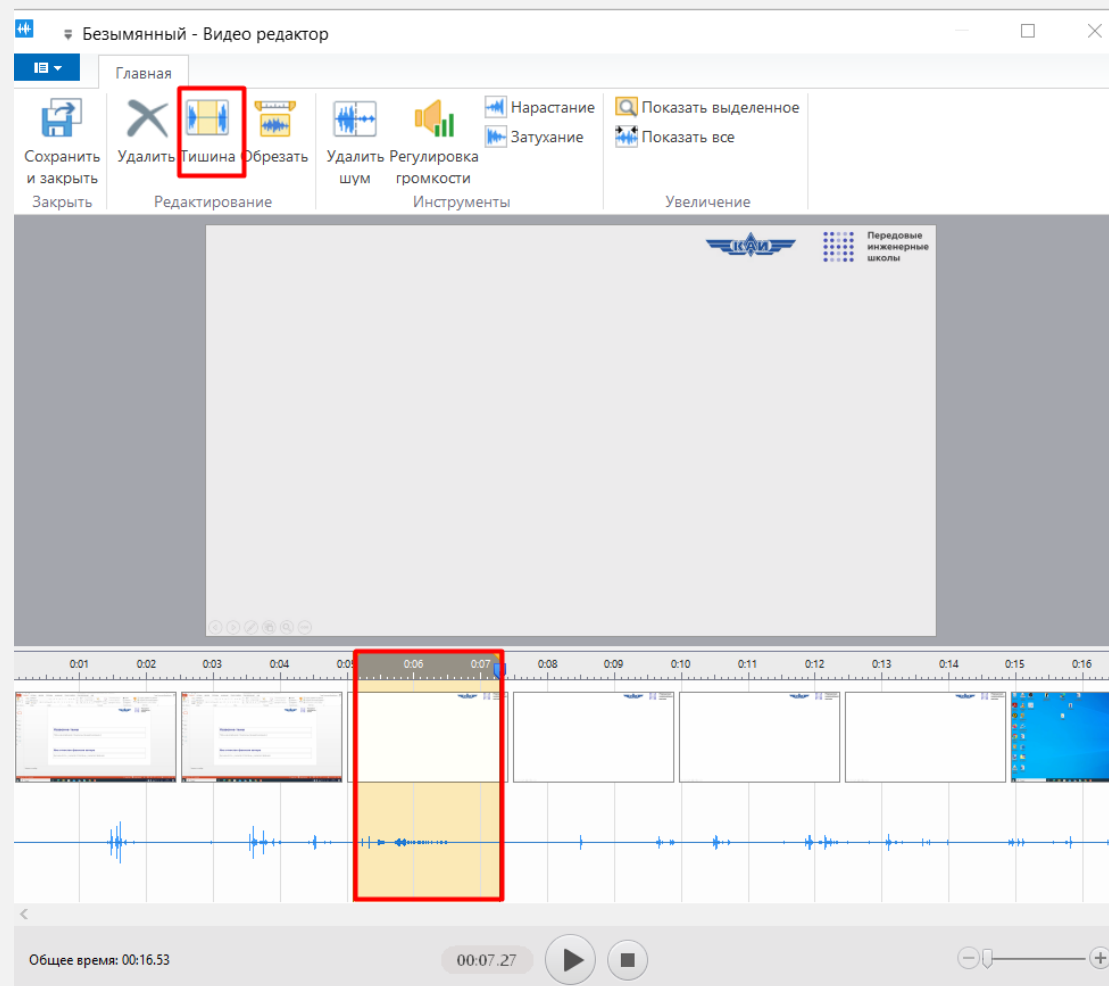 Безымянный - Видео редактор
Главная
Сохранить и закрыть
Удалить
Тишина
Обрезать
Удалить шум
Регулировка громкости
Нарастание
Затухание
Показать выделенное
Показать все
Закрыть
Редактирование
Инструменты
Увеличение
КАИ
Передовые
инженерные
школы
0:01 0:02 0:03 0:04 0:05 0:06 0:07 0:08 0:09 0:10 0:11 0:12 0:13 0:14 0:15 0:16
Общее время: 00:16.53
00:07.27